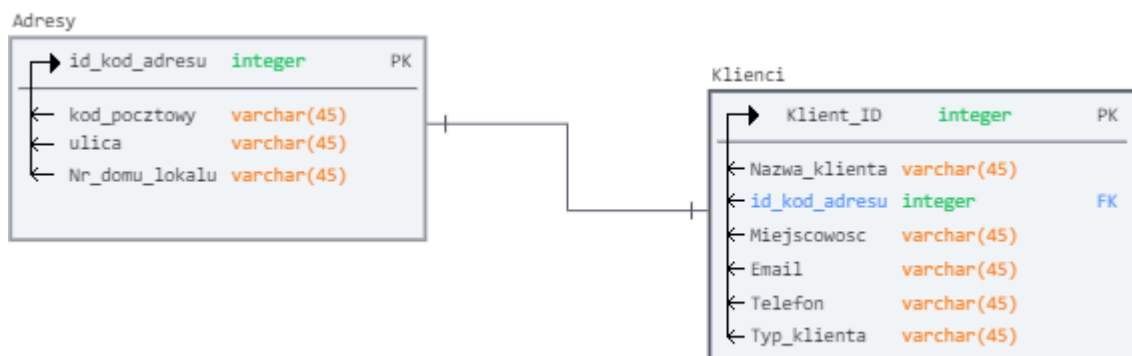 Adresy
id_kod_adresu integer PK
kod_pocztowy varchar(45)
ulica varchar(45)
Nr_domu_lokalu varchar(45)
Klienci
Klient_ID integer PK
Nazwa_klienta varchar(45)
id_kod_adresu integer FK
Miejscowosc varchar(45)
Email varchar(45)
Telefon varchar(45)
Typ_klienta varchar(45)